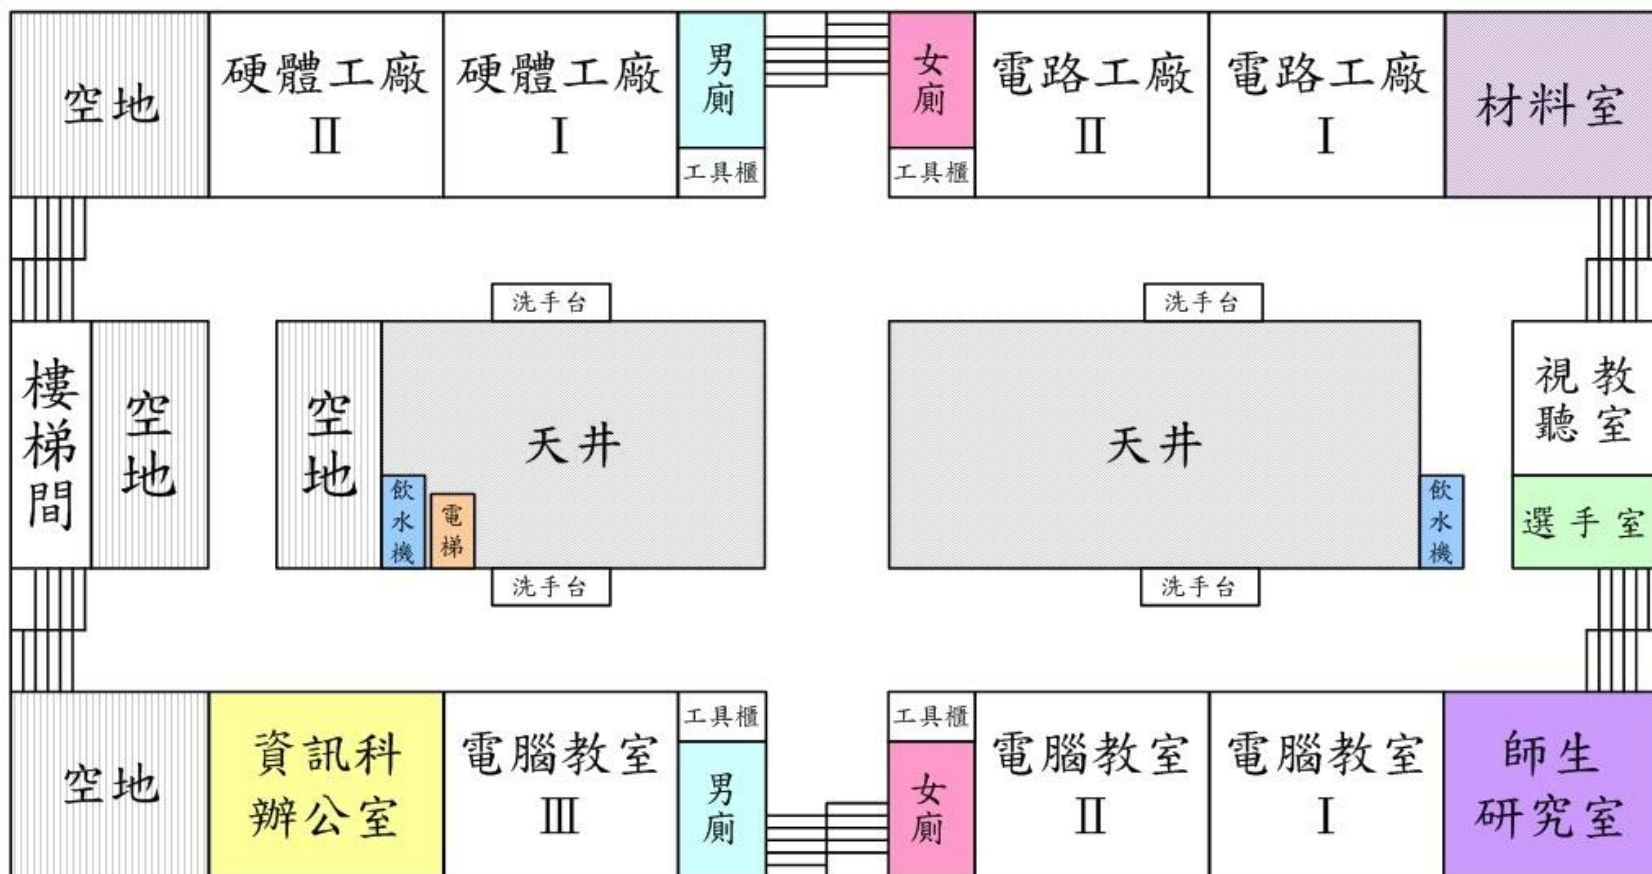 空地
硬體工廠
II
硬體工廠
I
男廁
工具櫃
女廁
工具櫃
電路工廠
II
電路工廠
I
材料室
洗手台
洗手台
樓梯間
空地
空地
天井
飲水機
電梯
洗手台
天井
飲水機
洗手台
視聽
教室
選手室
空地
資訊科
辦公室
電腦教室
III
工具櫃
男廁
工具櫃
女廁
電腦教室
II
電腦教室
I
師生
研究室